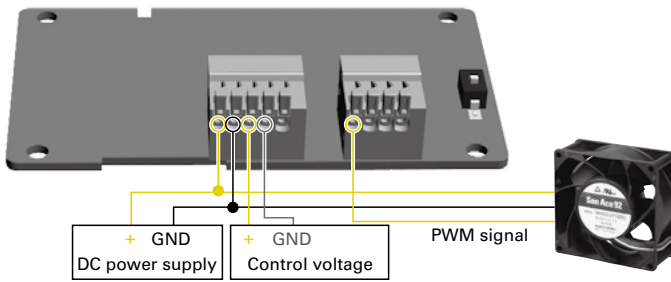 + GND
DC power supply
+ GND
Control voltage
PWM signal
San Ace 92